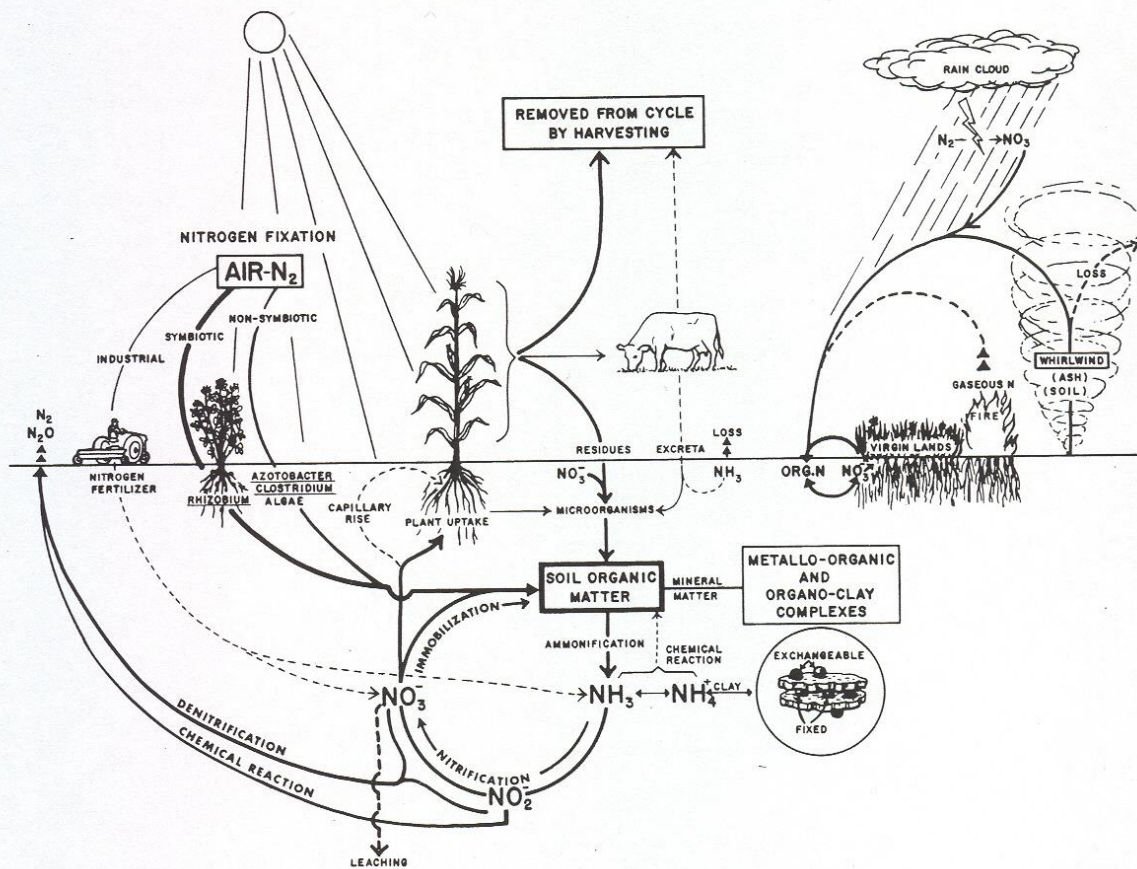 RAIN CLOUD
N₂ → NO₃
REMOVED FROM CYCLE
BY HARVESTING
NITROGEN FIXATION
AIR-N₂
NON-SYMBIOTIC
SYMBIOTIC
INDUSTRIAL
LOSS
WHIRLWIND
(ASH)
(SOIL)
GASEOUS N
FIRE
N₂
N₂O
NITROGEN
FERTILIZER
RHIZOBIUM
AZOTOBACTER
CLOSTRIDIUM
ALGAE
CAPILLARY
RISE
PLANT UPTAKE
RESIDUES
NO₃⁻
MICROORGANISMS
EXCRETA
LOSS
NH₃
ORG.N
NO₃⁻
VIRGIN LANDS
SOIL ORGANIC
MATTER
MINERAL
MATTER
METALLO-ORGANIC
AND
ORGANO-CLAY
COMPLEXES
IMMOBILIZATION
AMMONIFICATION
CHEMICAL
REACTION
NO₃⁻
NH₃
NH₄⁺
CLAY
EXCHANGEABLE
FIXED
DENITRIFICATION
CHEMICAL REACTION
NITRIFICATION
NO₂⁻
LEACHING